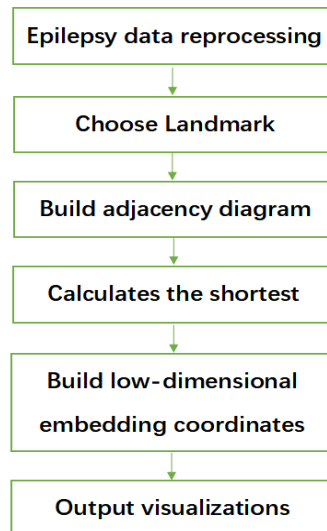 Epilepsy data reprocessing
Choose Landmark
Build adjacency diagram
Calculates the shortest
Build low-dimensional
embedding coordinates
Output visualizations